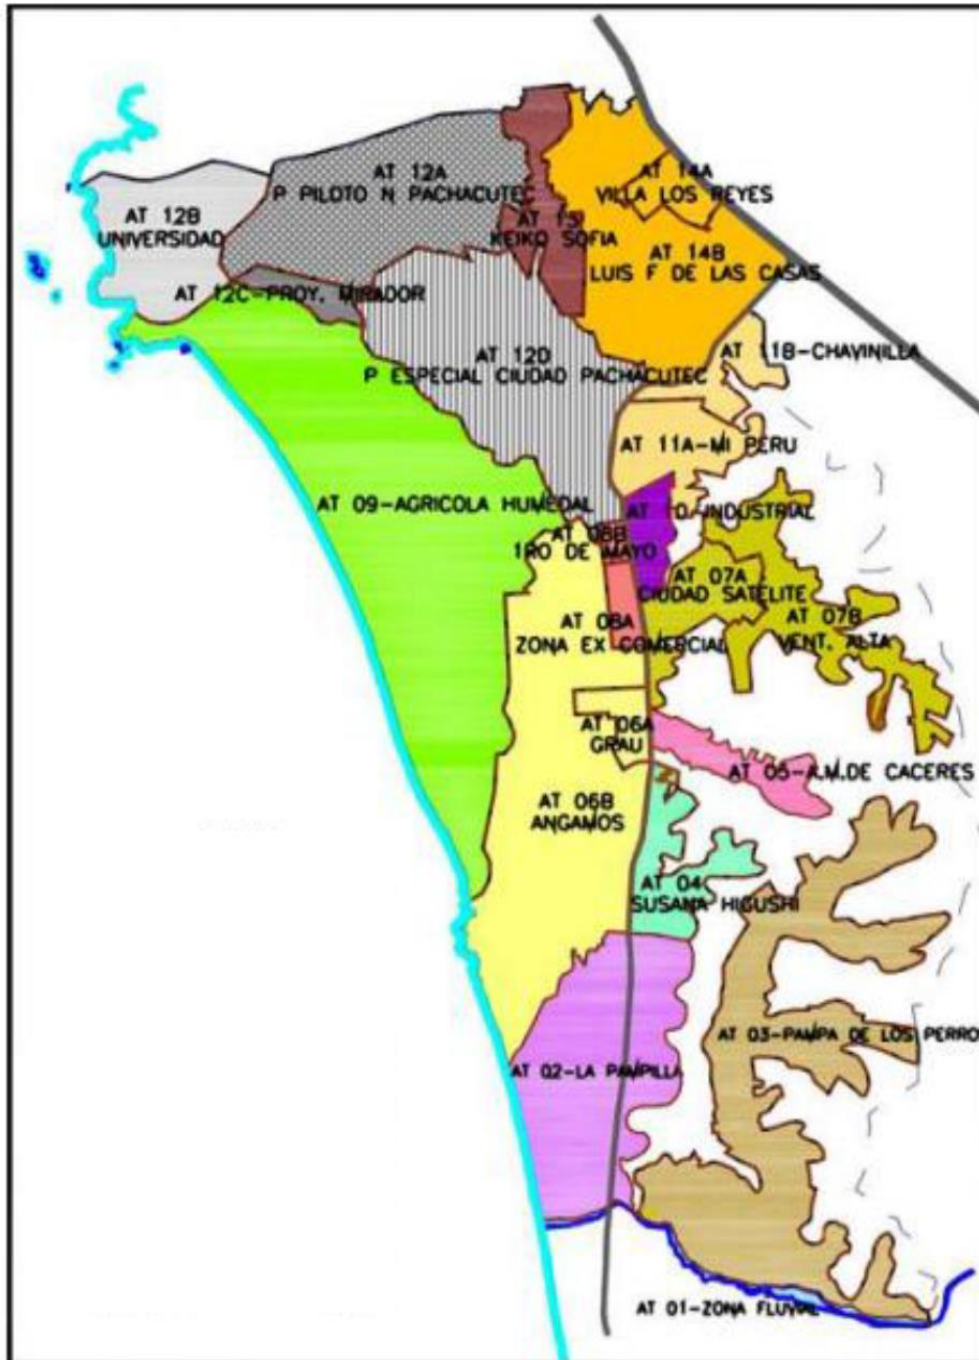 AT 12A
P PILOTO N PACHACUTEC
AT 14A
VILLA LOS REYES
AT 12B
UNIVERSIDAD
AT 13
KEIKO SOFIA
AT 14B
LUIS F DE LAS CASAS
AT 12C-PROY. MIRADOR
AT 12D
P ESPECIAL CIUDAD PACHACUTEC
AT 11B-CHAVINILLA
AT 11A-MI PERU
AT 09-AGRICOLA HUMEDAL
AT 10-INDUSTRIAL
AT 08B
1RO DE MAYO
AT 07A
CIUDAD SATELITE
AT 08A
ZONA EX COMERCIAL
AT 07B
VENT. ALTA
AT 06A
GRAU
AT 05-A.M.DE CACERES
AT 06B
ANGAMOS
AT 04
SUSANA HIGUSHI
AT 03-PAMPA DE LOS PERRO
AT 02-LA PAMPILLA
AT 01-ZONA FLUVIAL